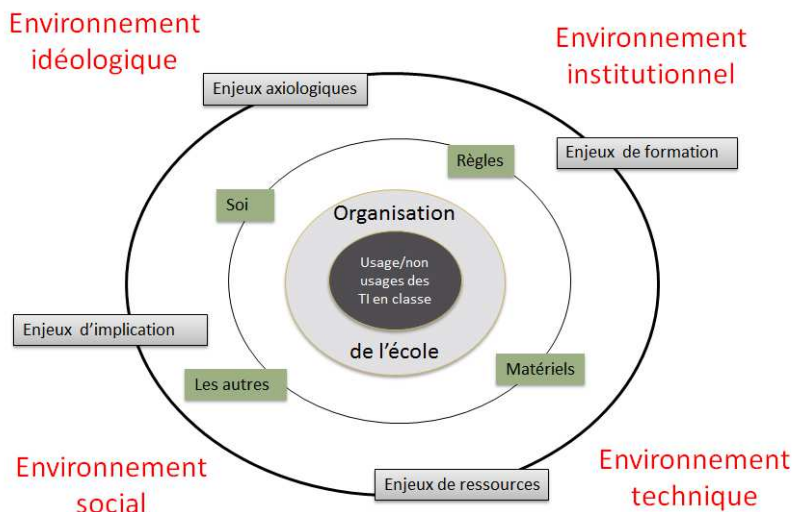 Environnement
idéologique
Environnement
institutionnel
Enjeux axiologiques
Enjeux de formation
Règles
Soi
Organisation
Usage/non
usages des
TI en classe
de l'école
Enjeux d'implication
Les autres
Matériels
Environnement
social
Enjeux de ressources
Environnement
technique